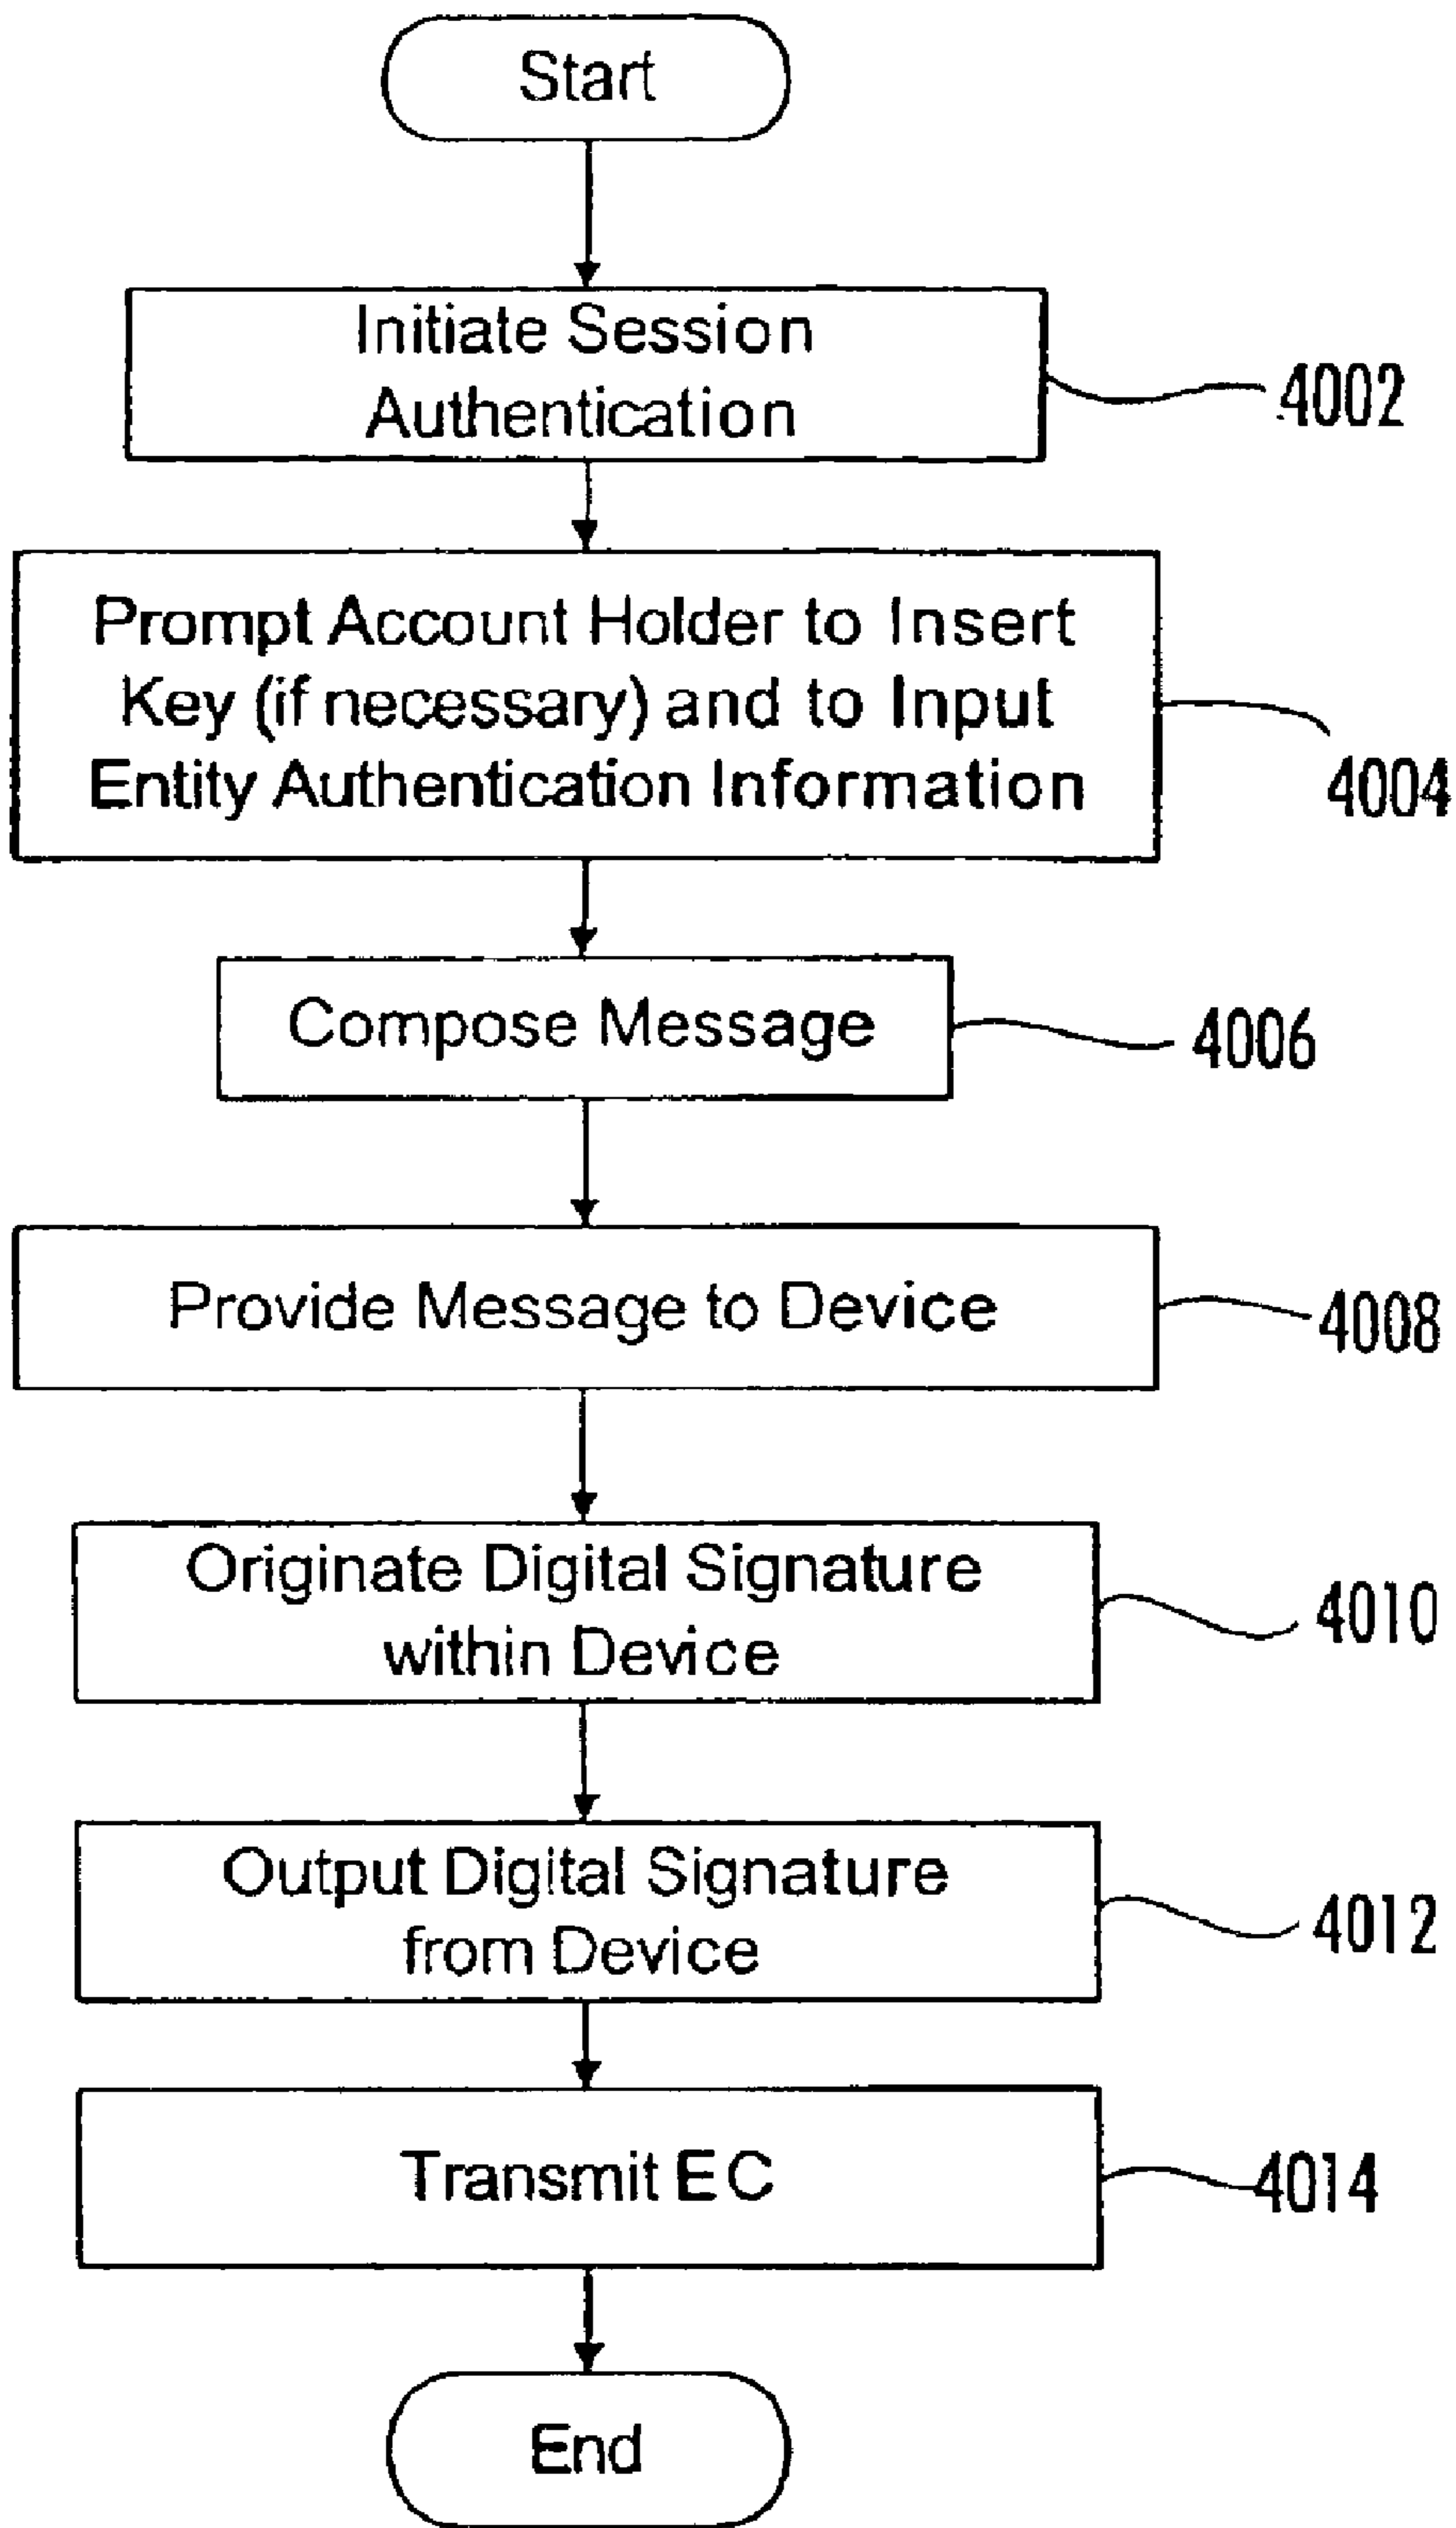 Start
Initiate Session
Authentication
4002
Prompt Account Holder to Insert
Key (if necessary) and to Input
Entity Authentication Information
4004
Compose Message
4006
Provide Message to Device
4008
Originate Digital Signature
within Device
4010
Output Digital Signature
from Device
4012
Transmit EC
4014
End